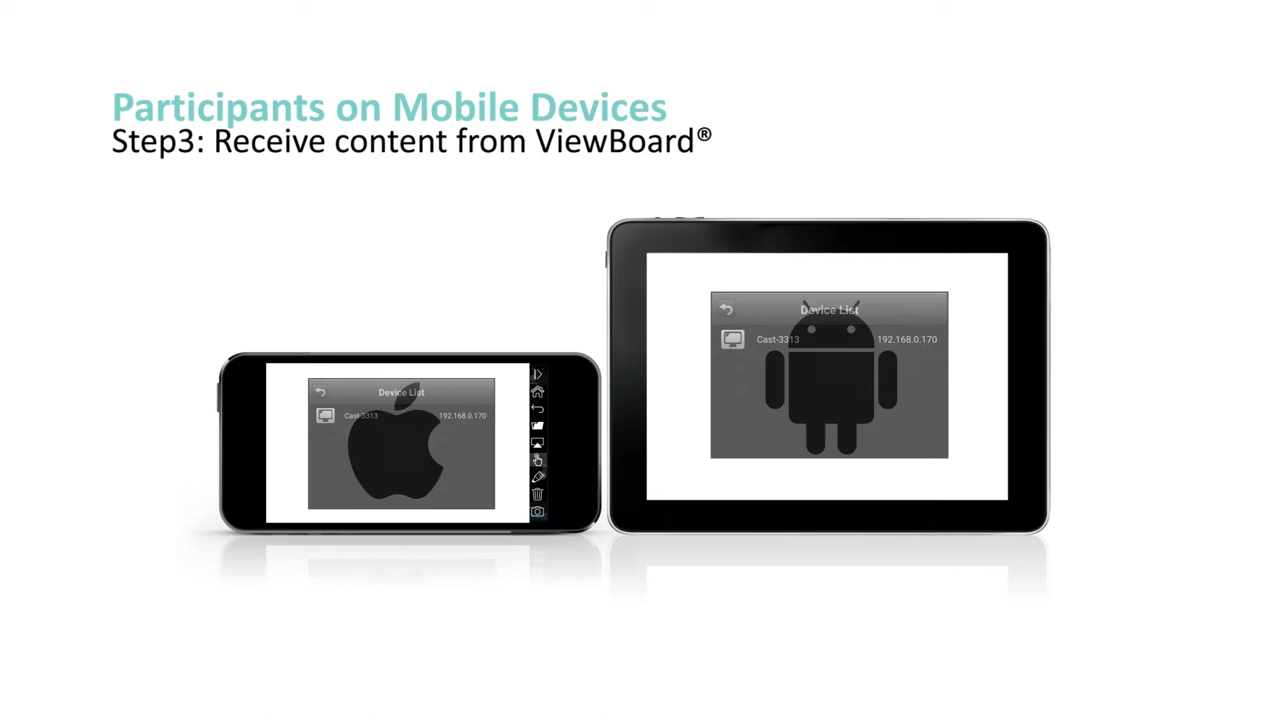 Participants on Mobile Devices
Step3: Receive content from ViewBoard®
Device List
Cast-3313 192.168.0.170
Device List
Cast-3313 192.168.0.170